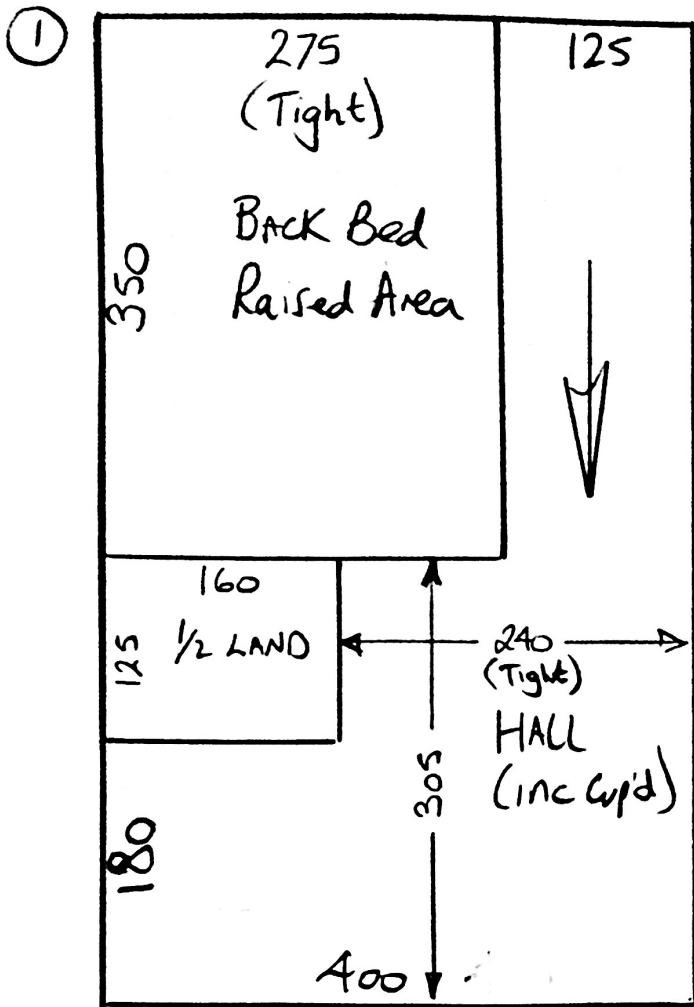 1
275
(Tight)
125
BACK Bed
Raised Area
350
160
1/2 LAND
125
240
(Tight)
HALL
(inc Cup'd)
305
180
400